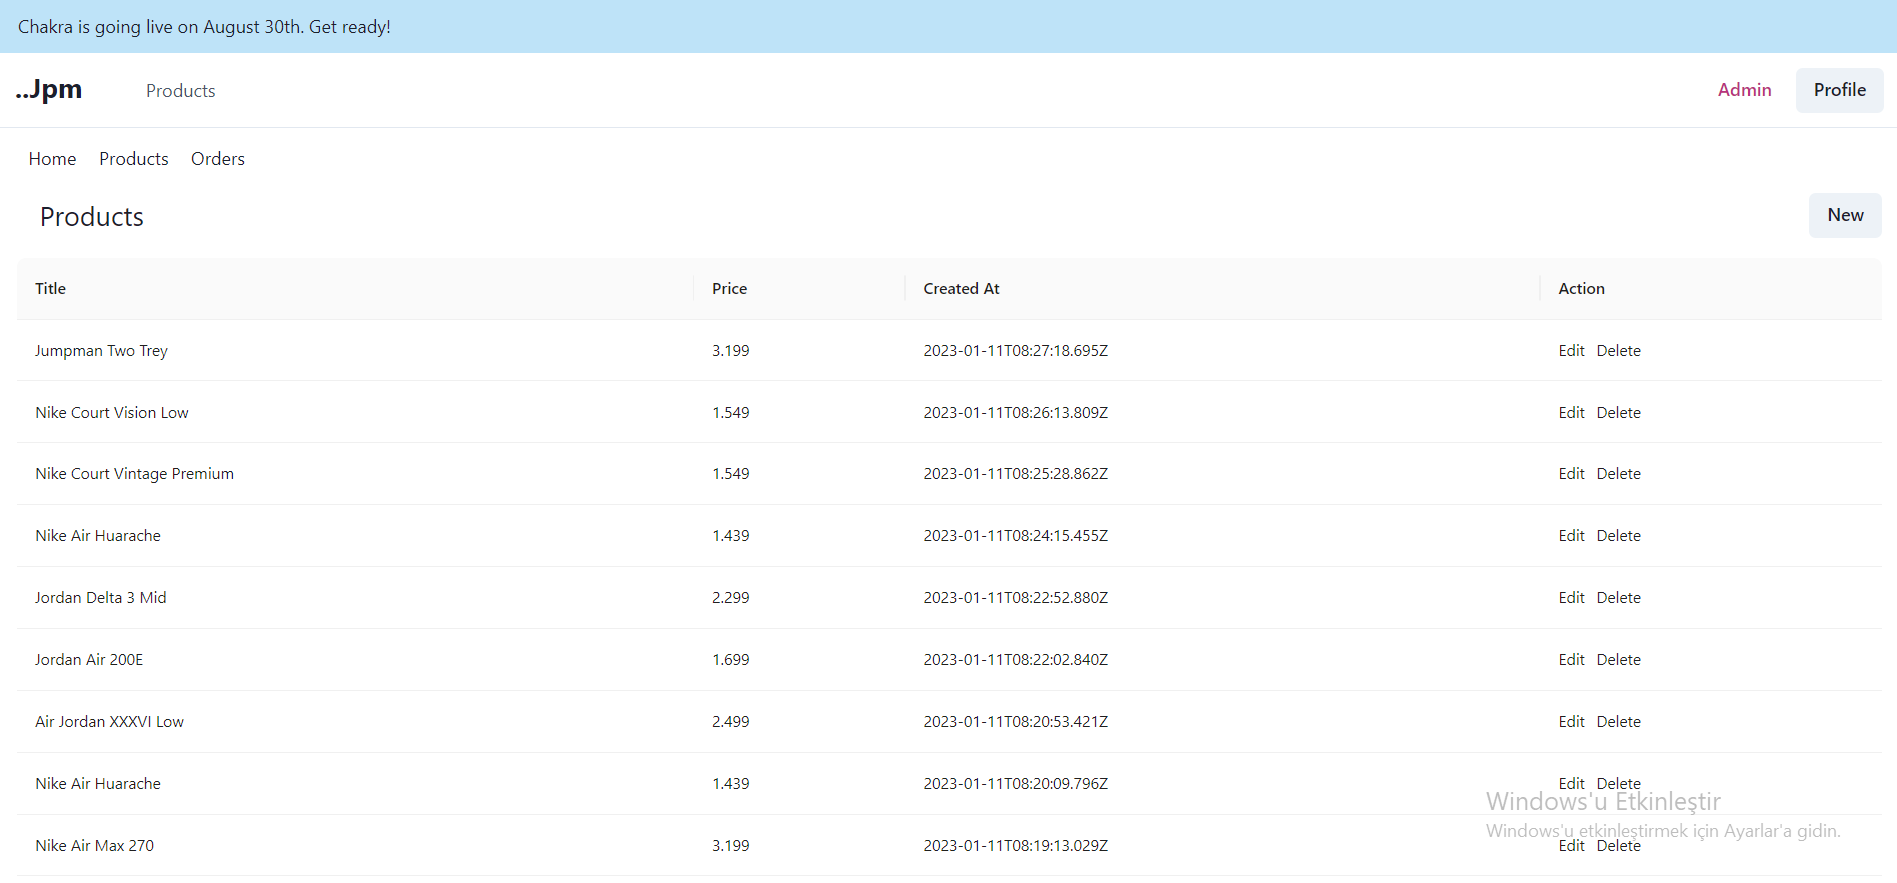 Chakra is going live on August 30th. Get ready!
..Jpm Products Admin Profile
Home Products Orders
Products New
Title Price Created At Action
Jumpman Two Trey 3.199 2023-01-11T08:27:18.695Z Edit Delete
Nike Court Vision Low 1.549 2023-01-11T08:26:13.809Z Edit Delete
Nike Court Vintage Premium 1.549 2023-01-11T08:25:28.862Z Edit Delete
Nike Air Huarache 1.439 2023-01-11T08:24:15.455Z Edit Delete
Jordan Delta 3 Mid 2.299 2023-01-11T08:22:52.880Z Edit Delete
Jordan Air 200E 1.699 2023-01-11T08:22:02.840Z Edit Delete
Air Jordan XXXVI Low 2.499 2023-01-11T08:20:53.421Z Edit Delete
Nike Air Huarache 1.439 2023-01-11T08:20:09.796Z Edit Delete
Windows'u Etkinleştir
Windows'u etkinleştirmek için Ayarlar'a gidin.
Nike Air Max 270 3.199 2023-01-11T08:19:13.029Z Edit Delete